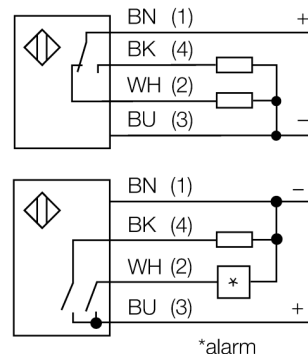 BN (1) +
BK (4)
WH (2)
BU (3) −
BN (1) −
BK (4)
WH (2)
*
BU (3) +
*alarm